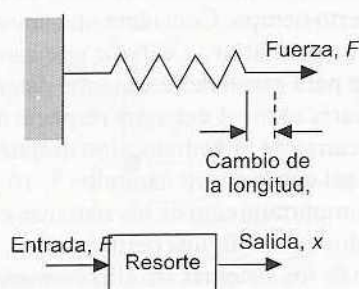 Fuerza, F
Cambio de
la longitud,
Entrada, F
Resorte
Salida, x